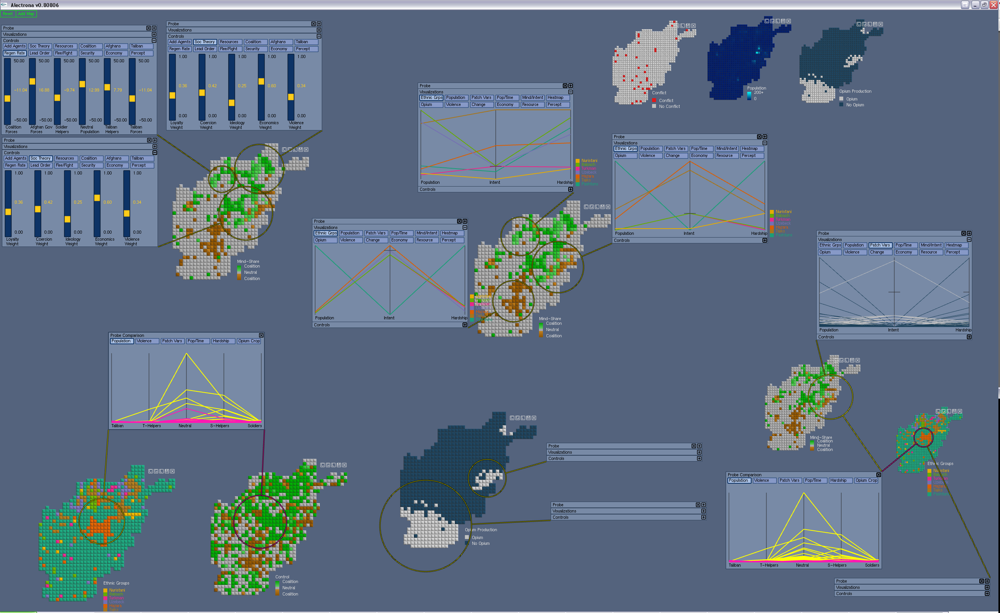 Alectrona v0.80806
Reset Add Map
Probe
Visualizations
Controls
Add Agents Soc Theory Resources Coalition Afghans Taliban
Regen Rate Lead Order Flee/Fight Security Economy Percept
50.00 50.00 50.00 50.00 50.00 50.00
-11.04 16.88 -9.74 12.99 7.79 -11.04
-50.00 -50.00 -50.00 -50.00 -50.00 -50.00
Coalition Forces
Afghan Gov Forces
Soldier Helpers
Neutral Population
Taliban Helpers
Taliban Forces
Probe
Visualizations
Controls
Add Agents Soc Theory Resources Coalition Afghans Taliban
Regen Rate Lead Order Flee/Fight Security Economy Percept
1.00 1.00 1.00 1.00 1.00
0.36 0.42 0.25 0.60 0.34
0.00 0.00 0.00 0.00 0.00
Loyalty Weight
Coercion Weight
Ideology Weight
Economics Weight
Violence Weight
Probe
Visualizations
Controls
Add Agents Soc Theory Resources Coalition Afghans Taliban
Regen Rate Lead Order Flee/Fight Security Economy Percept
1.00 1.00 1.00 1.00 1.00
0.36 0.42 0.25 0.60 0.34
0.00 0.00 0.00 0.00 0.00
Loyalty Weight
Coercion Weight
Ideology Weight
Economics Weight
Violence Weight
C G L M X
Mind-Share
Coalition
Neutral
Coalition
L M X
Conflict
Conflict
No Conflict
C G L M X
Population
200+
0
C G L M X
Opium Production
Opium
No Opium
Probe
Visualizations
Ethnic Grps Population Patch Vars Pop/Time Mind/Intent Heatmap
Opium Violence Change Economy Resource Percept
Population Intent Hardship
Controls
Nuristani
Balouch
Turkman
Uzebeck
Hazara
Tajiks
Pashtuns
Probe
Visualizations
Ethnic Grps Population Patch Vars Pop/Time Mind/Intent Heatmap
Opium Violence Change Economy Resource Percept
Population Intent Hardship
Controls
Nuristani
Balouch
Turkman
Uzebeck
Hazara
Tajiks
Pashtuns
Probe
Visualizations
Ethnic Grps Population Patch Vars Pop/Time Mind/Intent Heatmap
Opium Violence Change Economy Resource Percept
Population Intent Hardship
Controls
C G L M X
Mind-Share
Coalition
Neutral
Coalition
Probe
Visualizations
Ethnic Grps Population Patch Vars Pop/Time Mind/Intent Heatmap
Opium Violence Change Economy Resource Percept
Population Intent Hardship
Controls
Probe Comparison
Population Violence Patch Vars Pop/Time Hardship Opium Crop
Taliban T-Helpers Neutral S-Helpers Soldiers
C G L M X
Ethnic Groups
Nuristani
Balouch
Turkman
Uzebeck
Hazara
Tajiks
C G L M X
Control
Coalition
Neutral
Coalition
C G L M X
Opium Production
Opium
No Opium
Probe
Visualizations
Controls
Probe
Visualizations
Controls
G L M X
Mind-Share
Coalition
Neutral
Coalition
C G L M X
Ethnic Groups
Nuristani
Balouch
Turkman
Uzebeck
Hazara
Tajiks
Pashtuns
Probe Comparison
Population Violence Patch Vars Pop/Time Hardship Opium Crop
Taliban T-Helpers Neutral S-Helpers Soldiers
Probe
Visualizations
Controls